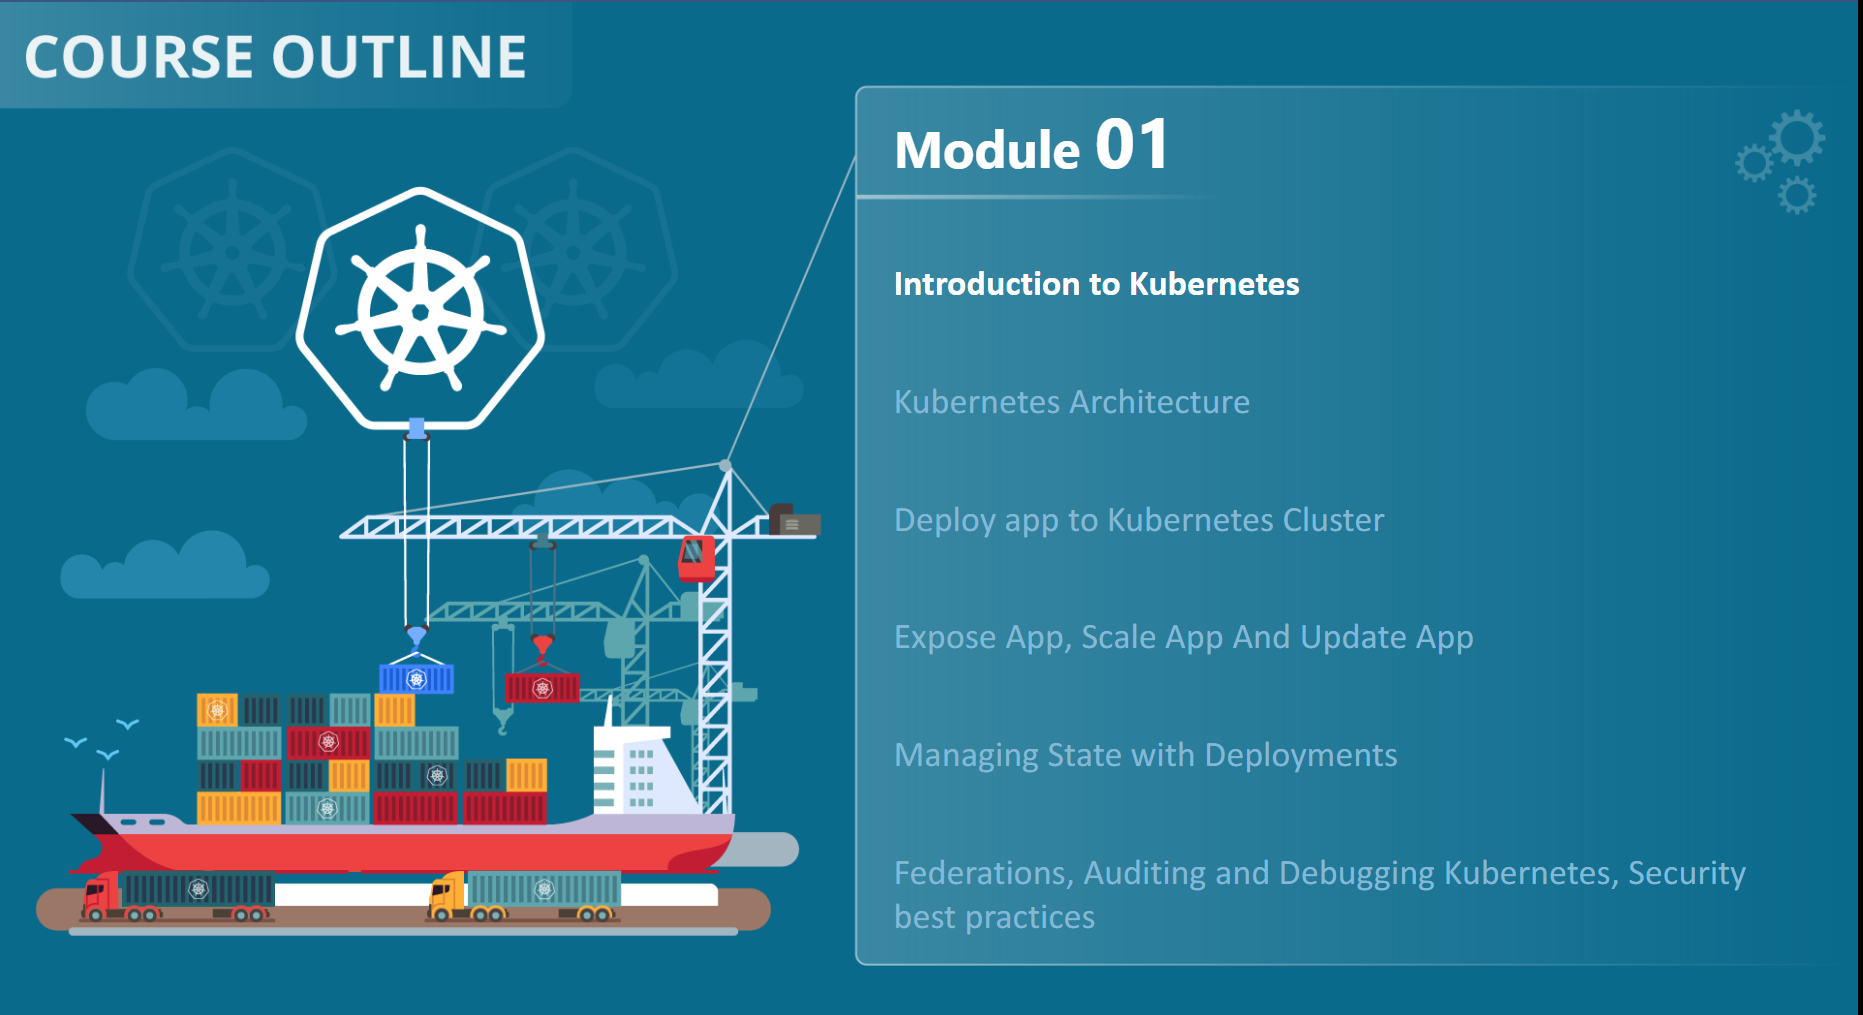 COURSE OUTLINE
Module 01
Introduction to Kubernetes
Kubernetes Architecture
Deploy app to Kubernetes Cluster
Expose App, Scale App And Update App
Managing State with Deployments
Federations, Auditing and Debugging Kubernetes, Security
best practices